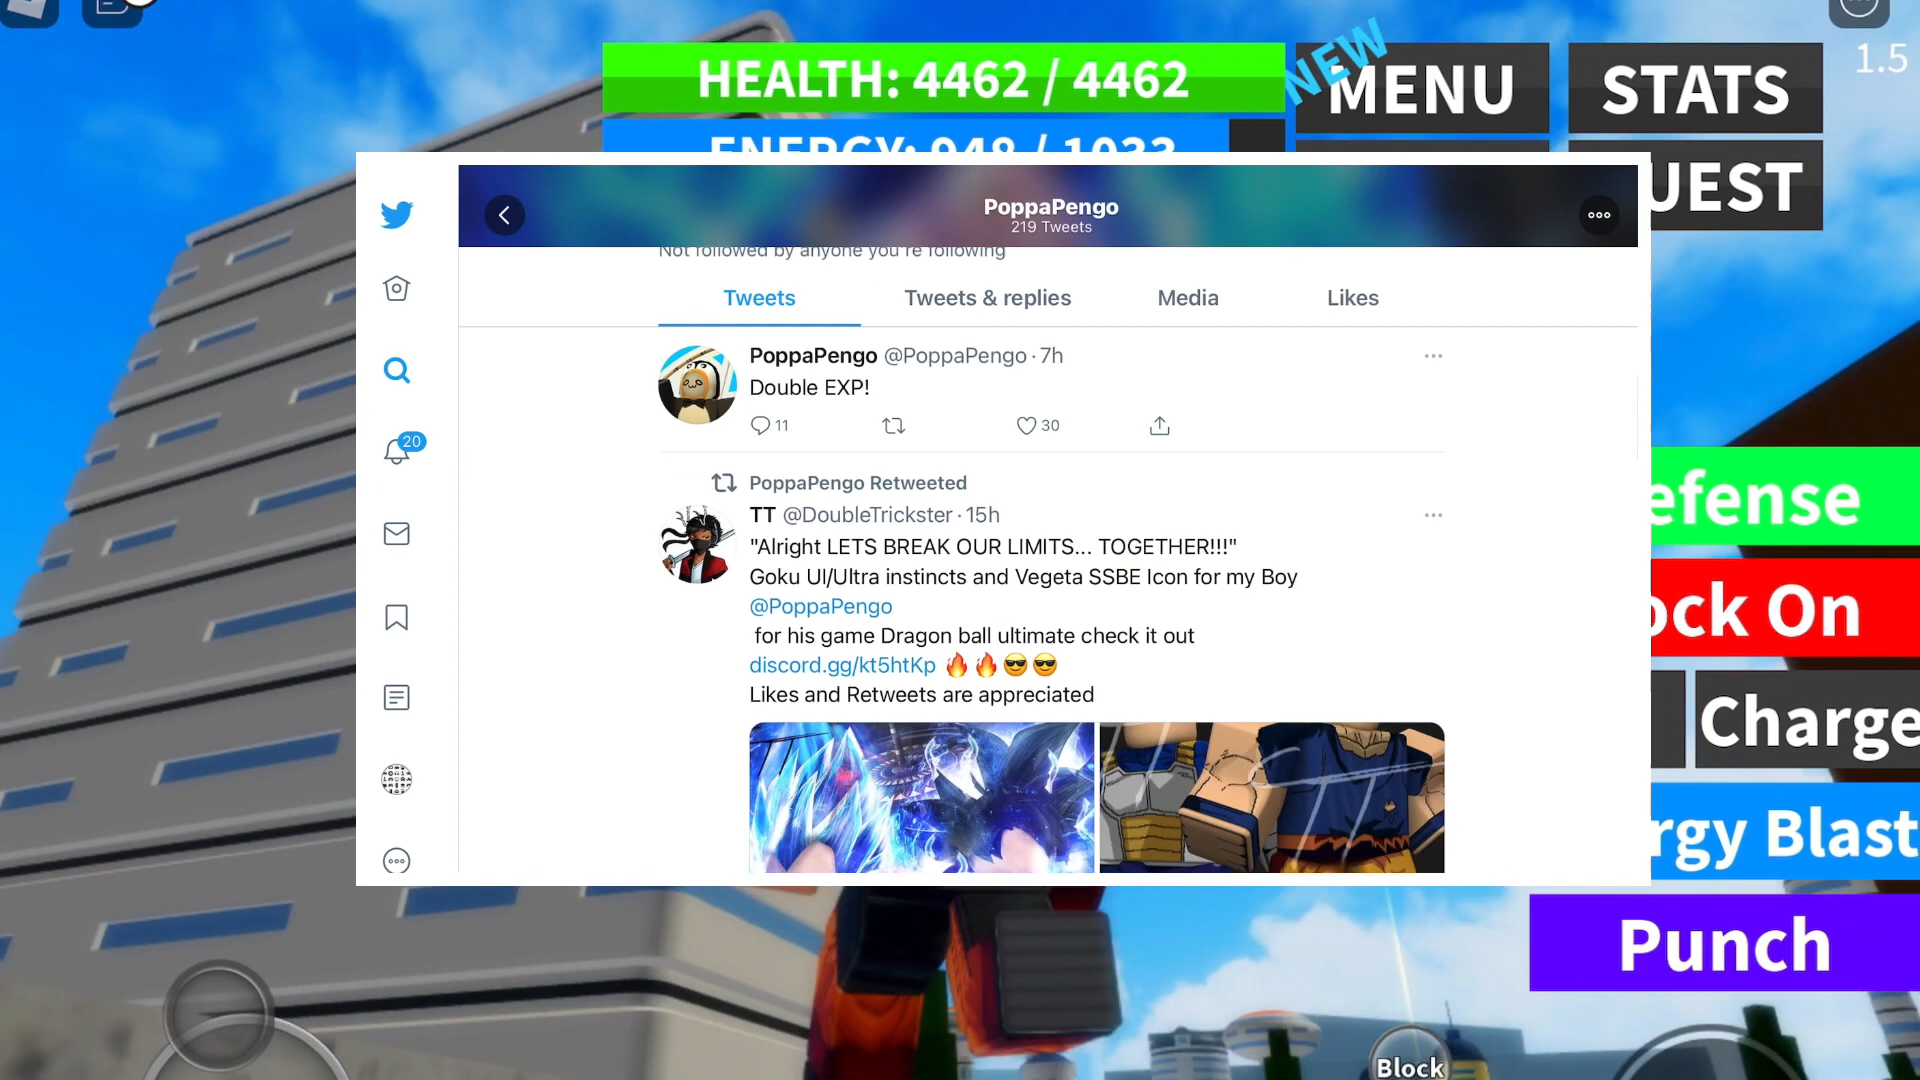 HEALTH: 4462 / 4462
NEW
MENU
STATS
1.5
ENERGY: 948 / 1033
UEST
PoppaPengo
219 Tweets
Not followed by anyone you're following
Tweets
Tweets & replies
Media
Likes
PoppaPengo @PoppaPengo · 7h
Double EXP!
11
30
20
PoppaPengo Retweeted
TT @DoubleTrickster · 15h
"Alright LETS BREAK OUR LIMITS... TOGETHER!!!"
Goku UI/Ultra instincts and Vegeta SSBE Icon for my Boy
@PoppaPengo
for his game Dragon ball ultimate check it out
discord.gg/kt5htKp 🔥🔥😎😎
Likes and Retweets are appreciated
efense
ock On
Charge
rgy Blast
Punch
Block